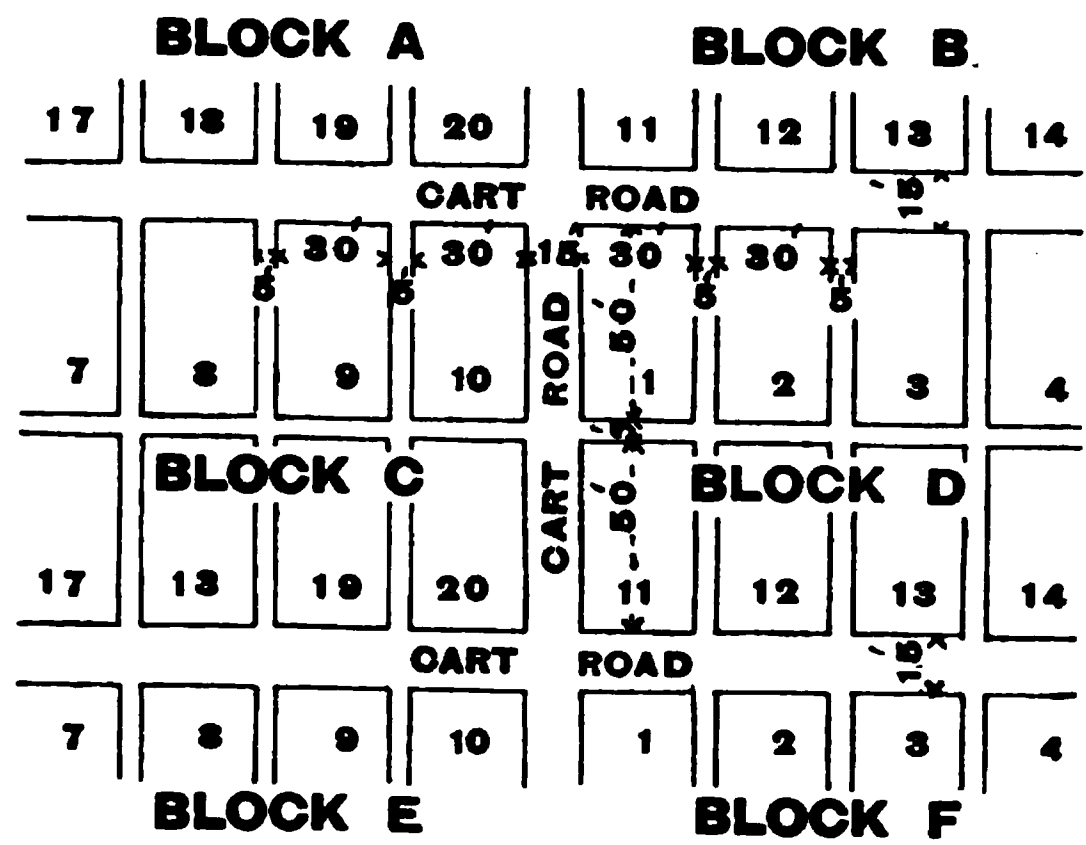 BLOCK A BLOCK B
17 18 19 20 11 12 13 14
CART ROAD 15'
30' 30' 15' 30' 30'
5' 5' 5' 5'
CART ROAD
50'
7 8 9 10 1 2 3 4
5'
BLOCK C BLOCK D
50'
17 13 19 20 11 12 13 14
CART ROAD 15'
7 8 9 10 1 2 3 4
BLOCK E BLOCK F